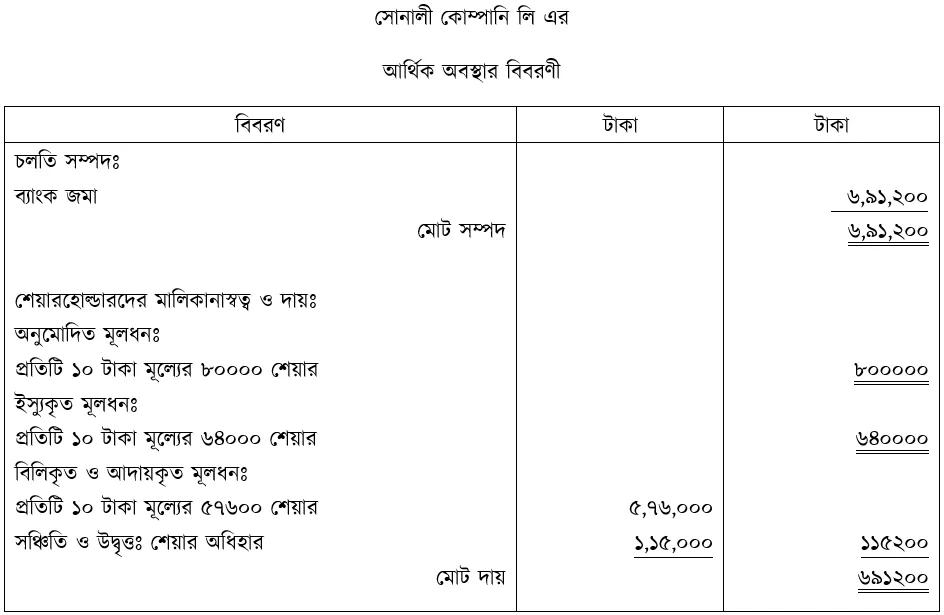 সোনালী কোম্পানি লি এর
আর্থিক অবস্থার বিবরণী
বিবরণ টাকা টাকা
চলতি সম্পদঃ
ব্যাংক জমা ৬,৯১,২০০
মোট সম্পদ ৬,৯১,২০০
শেয়ারহোল্ডারদের মালিকানাস্বত্ব ও দায়ঃ
অনুমোদিত মূলধনঃ
প্রতিটি ১০ টাকা মূল্যের ৮০০০০ শেয়ার ৮০০০০০
ইস্যুকৃত মূলধনঃ
প্রতিটি ১০ টাকা মূল্যের ৬৪০০০ শেয়ার ৬৪০০০০
বিলিকৃত ও আদায়কৃত মূলধনঃ
প্রতিটি ১০ টাকা মূল্যের ৫৭৬০০ শেয়ার ৫,৭৬,০০০
সঞ্চিতি ও উদ্বৃত্তঃ শেয়ার অধিহার ১,১৫,০০০ ১১৫২০০
মোট দায় ৬৯১২০০